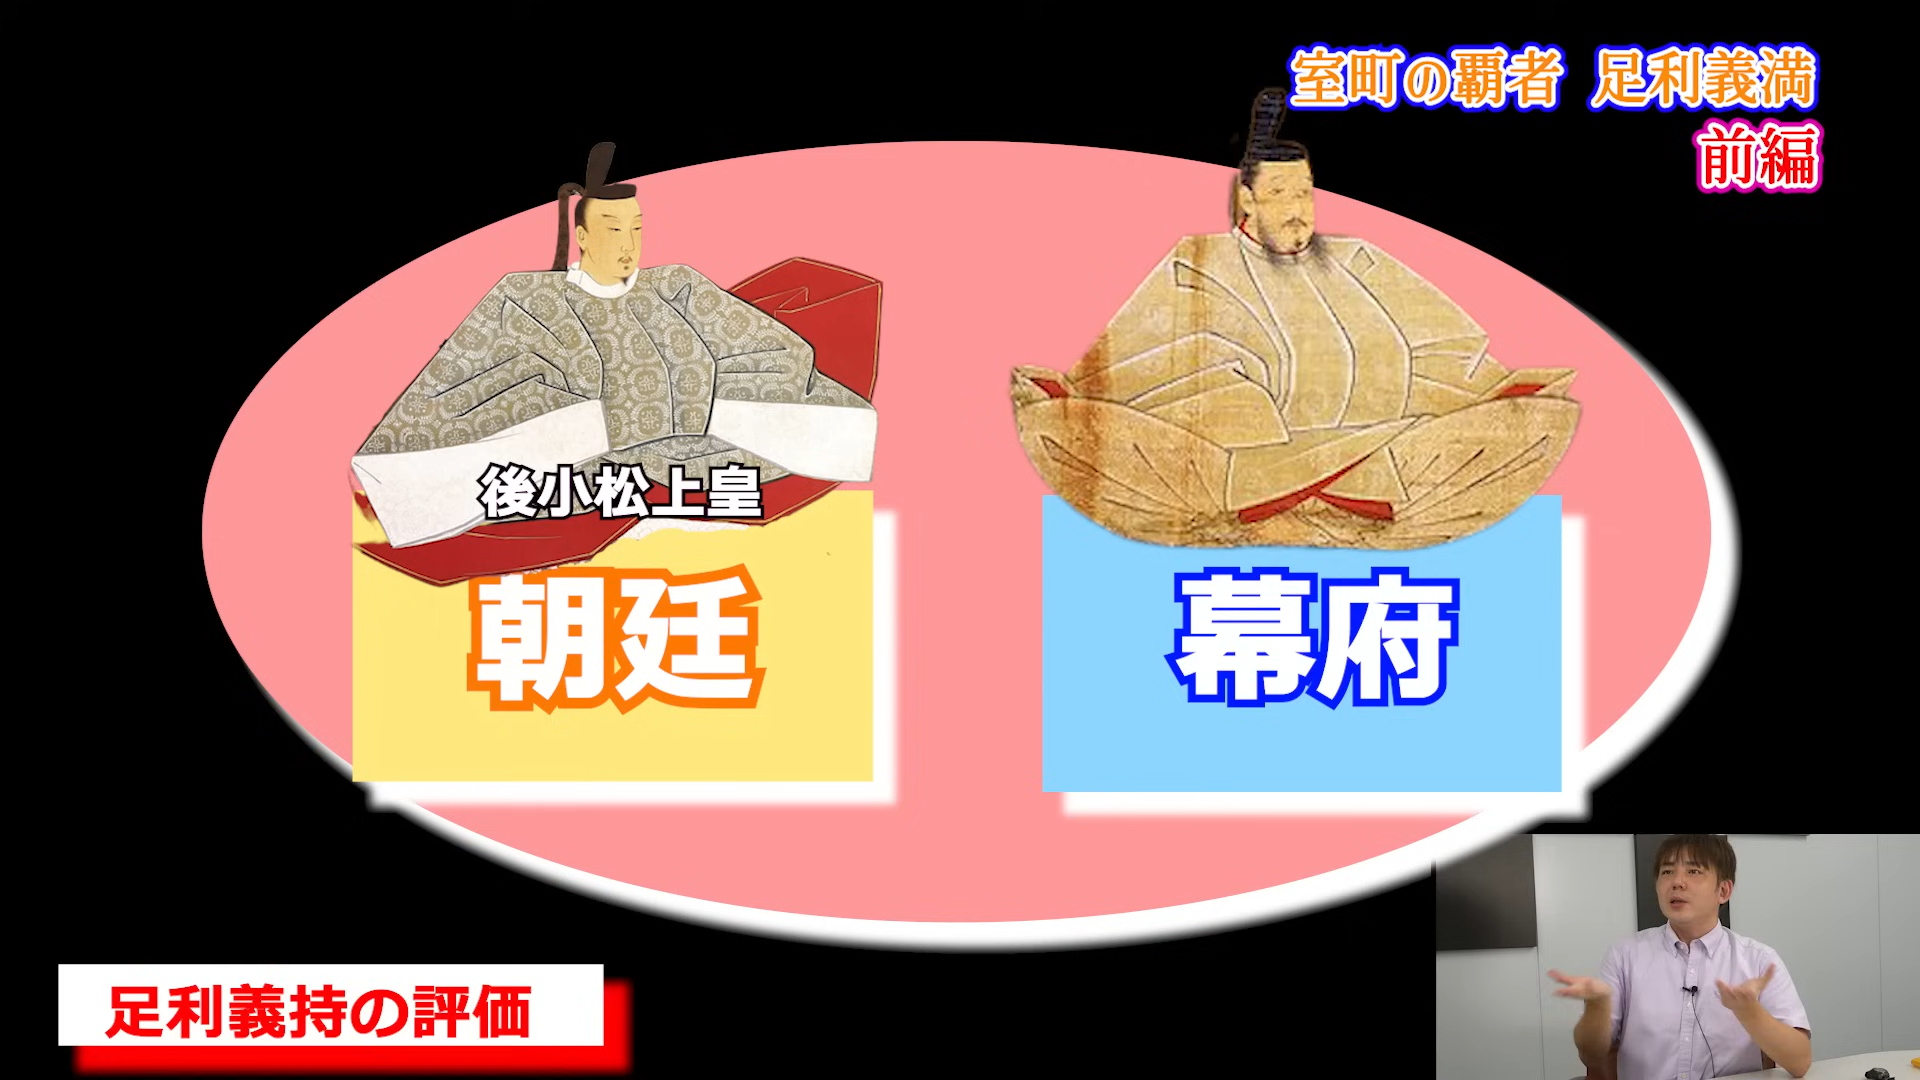 室町の覇者 足利義満
前編
後小松上皇
朝廷
幕府
足利義持の評価